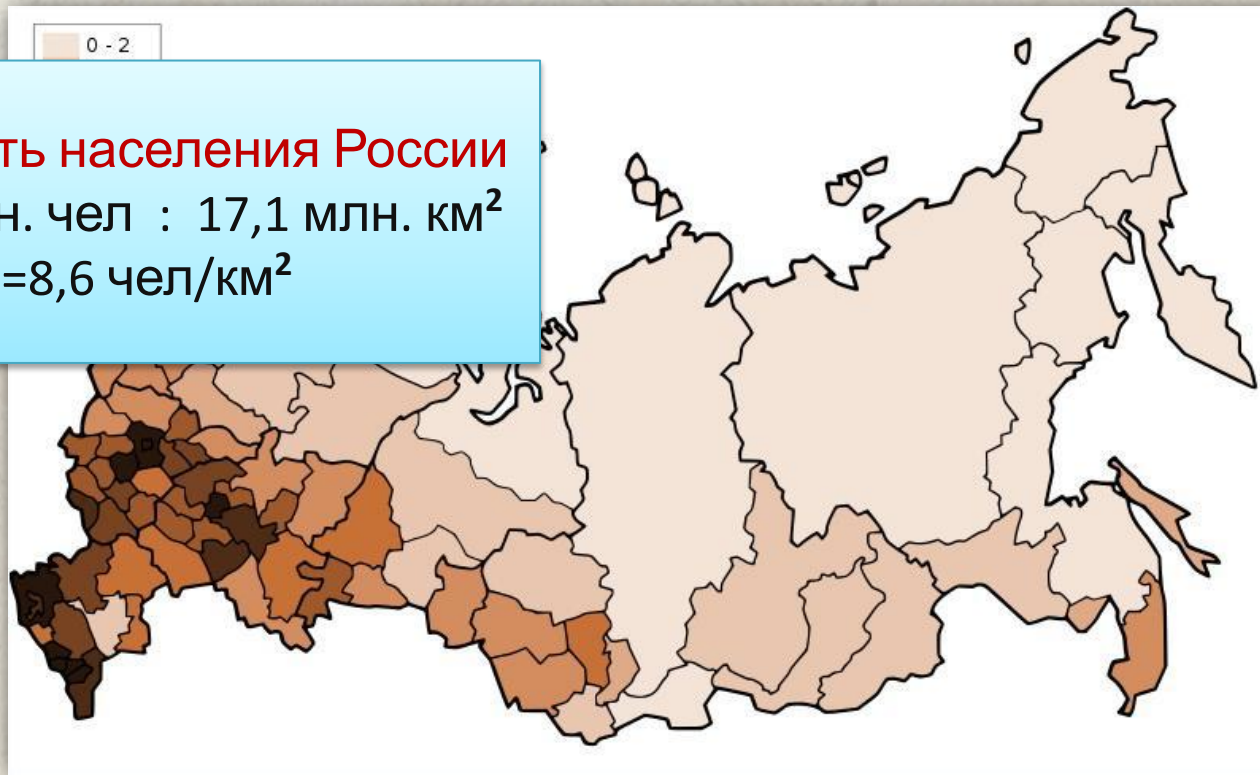 0 - 2
ть населения России
н. чел : 17,1 млн. км²
=8,6 чел/км²